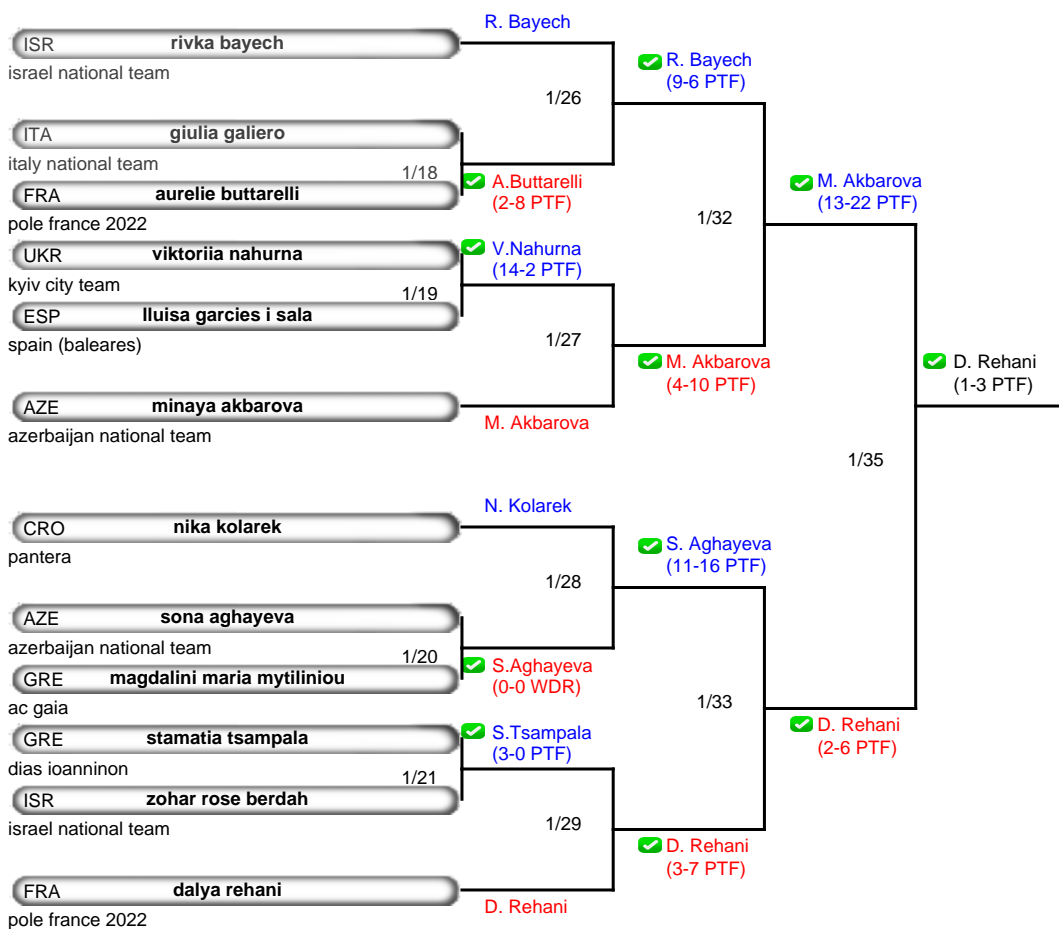 R. Bayech
ISR rivka bayech
israel national team
R. Bayech
(9-6 PTF)
1/26
ITA giulia galiero
italy national team
1/18
FRA aurelie buttarelli
pole france 2022
A.Buttarelli
(2-8 PTF)
M. Akbarova
(13-22 PTF)
1/32
UKR viktoriia nahurna
kyiv city team
V.Nahurna
(14-2 PTF)
1/19
ESP lluisa garcies i sala
spain (baleares)
1/27
M. Akbarova
(4-10 PTF)
D. Rehani
(1-3 PTF)
AZE minaya akbarova
azerbaijan national team
M. Akbarova
1/35
N. Kolarek
CRO nika kolarek
pantera
S. Aghayeva
(11-16 PTF)
1/28
AZE sona aghayeva
azerbaijan national team
1/20
GRE magdalini maria mytiliniou
ac gaia
S.Aghayeva
(0-0 WDR)
1/33
D. Rehani
(2-6 PTF)
GRE stamatia tsampala
dias ioanninon
S.Tsampala
(3-0 PTF)
1/21
ISR zohar rose berdah
israel national team
1/29
D. Rehani
(3-7 PTF)
FRA dalya rehani
pole france 2022
D. Rehani